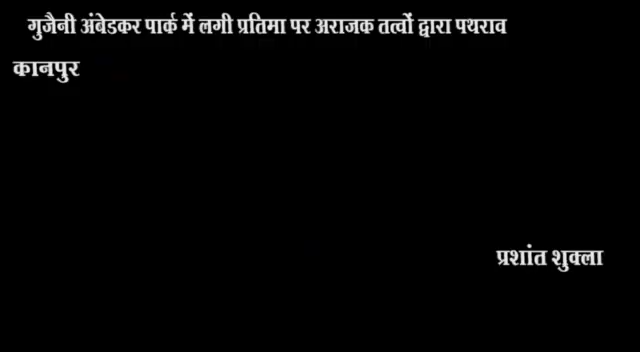 गुजैनी अंबेडकर पार्क में लगी प्रतिमा पर अराजक तत्वों द्वारा पथराव
कानपुर
प्रशांत शुक्ला